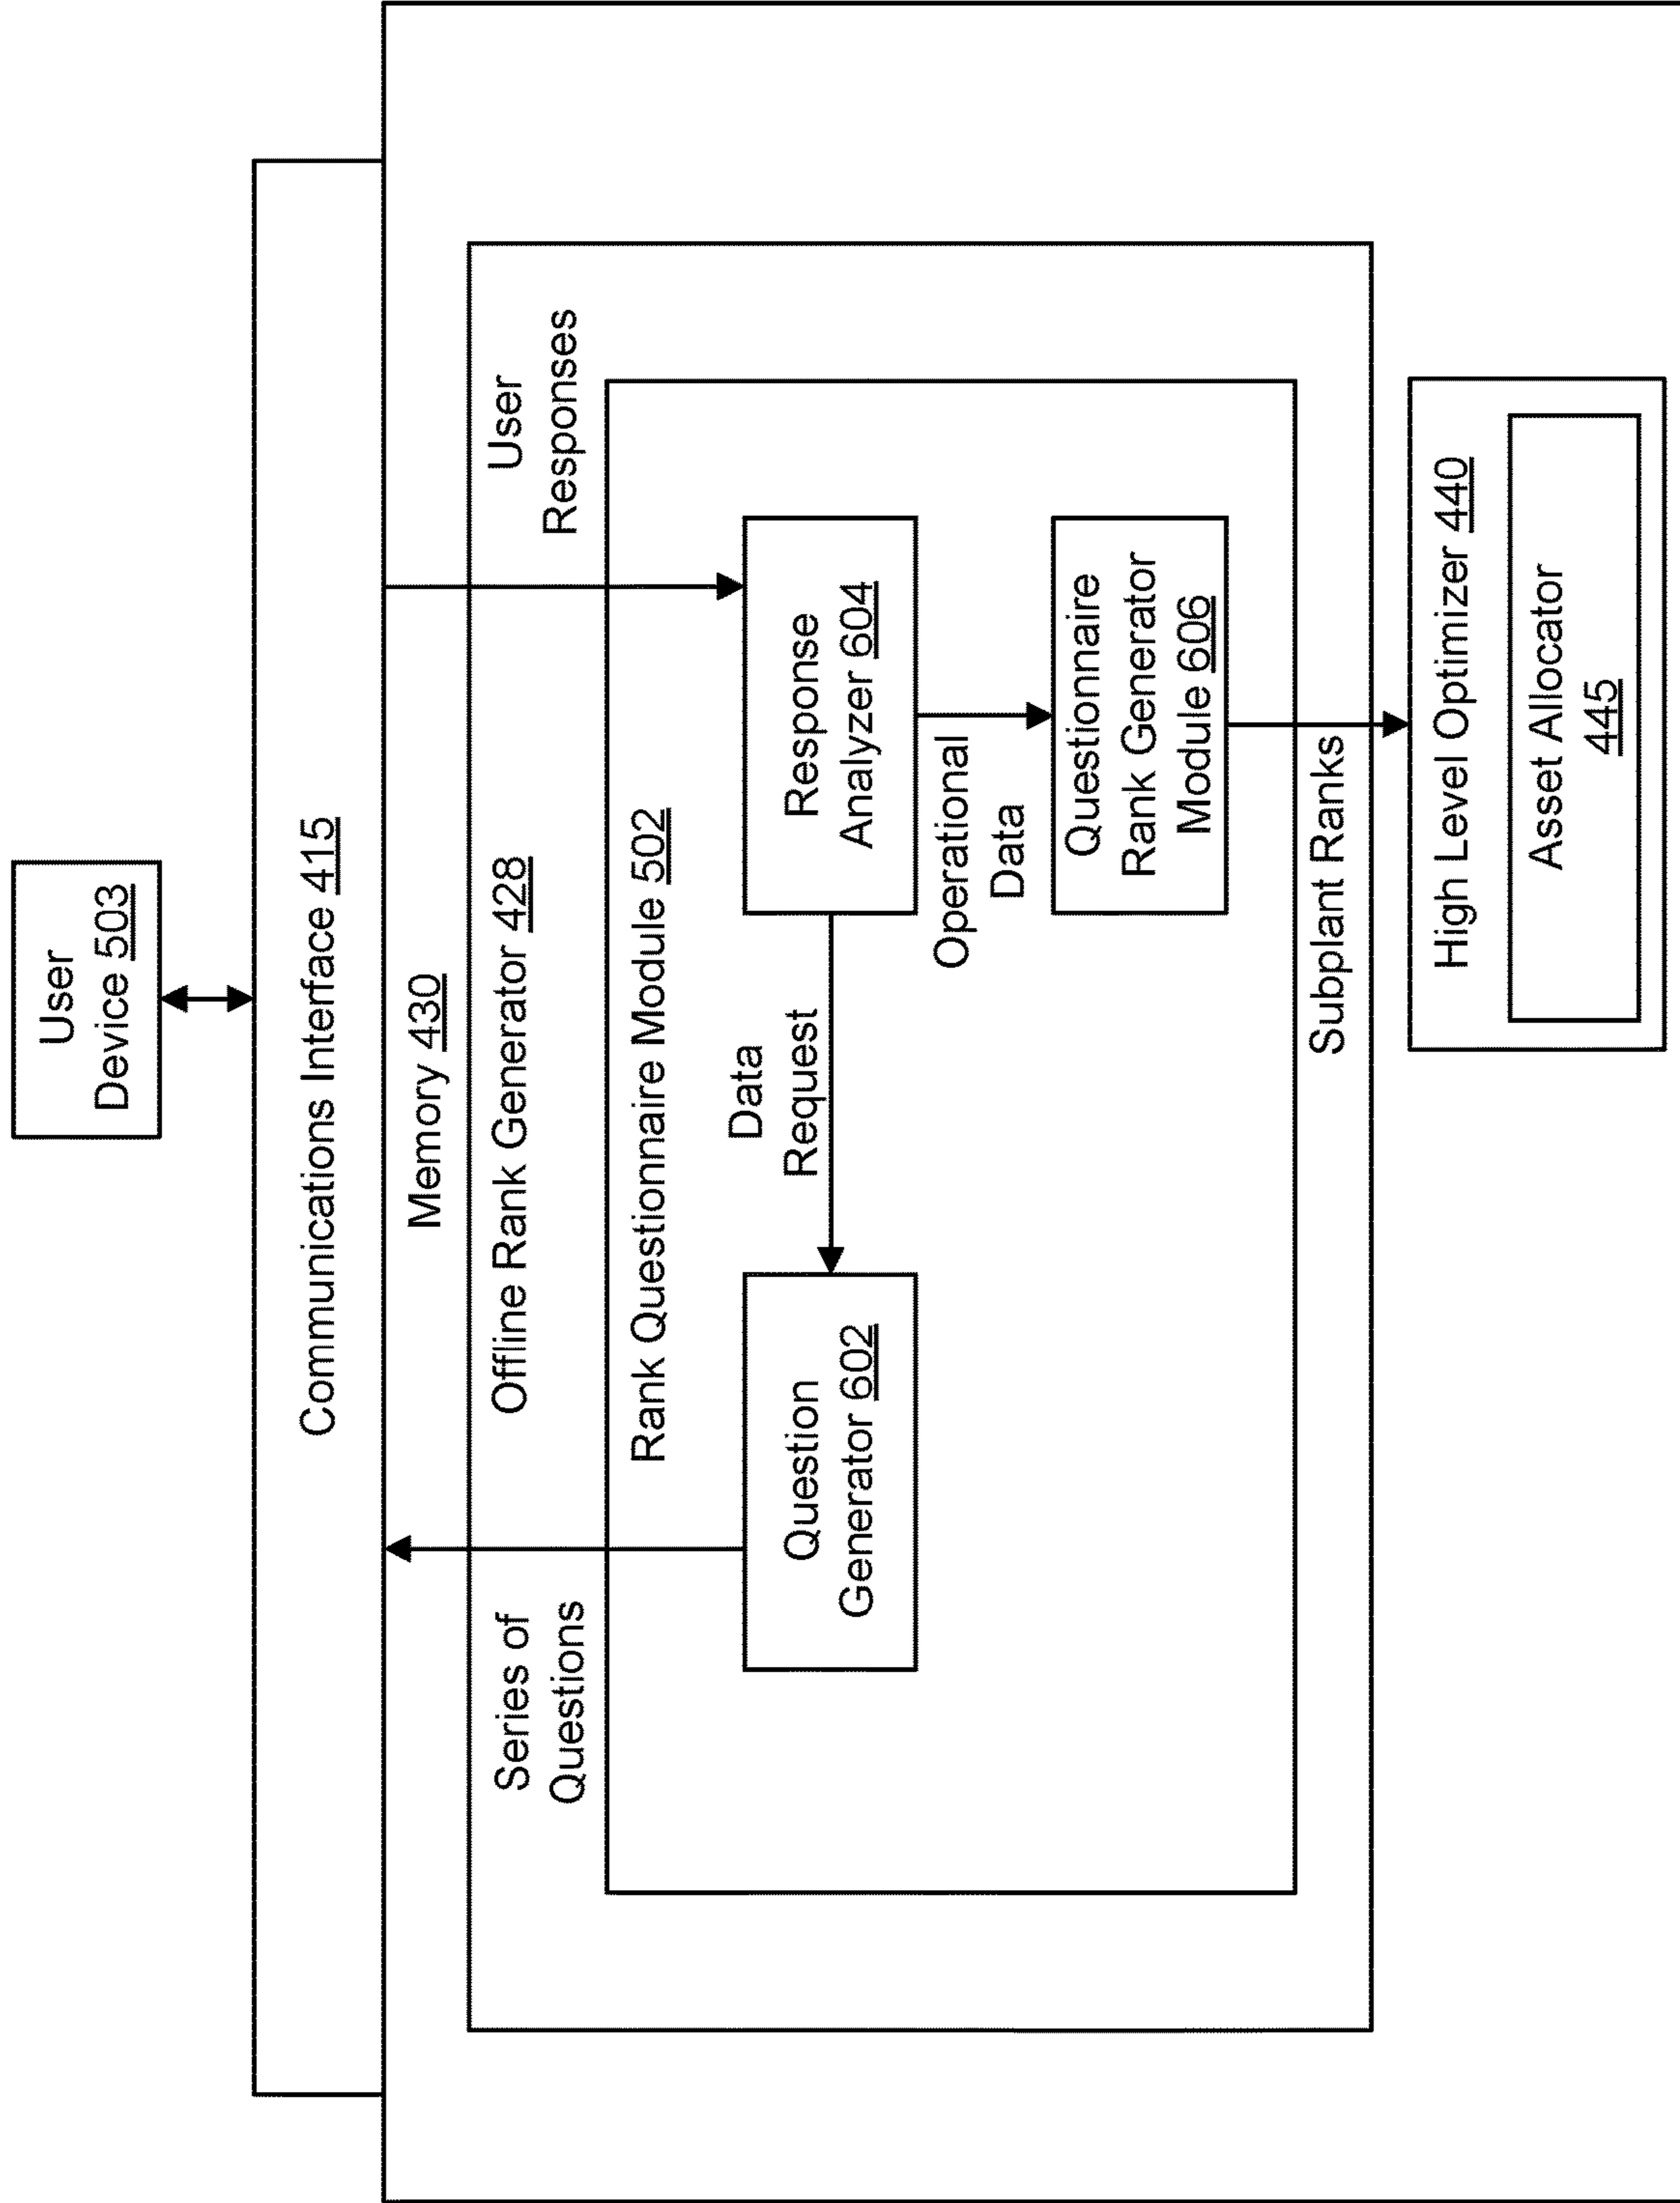 User
Device 503
Communications Interface 415
Memory 430
Offline Rank Generator 428
Series of
Questions
User
Responses
Rank Questionnaire Module 502
Question
Generator 602
Data
Request
Response
Analyzer 604
Operational
Data
Questionnaire
Rank Generator
Module 606
Subplant Ranks
High Level Optimizer 440
Asset Allocator
445